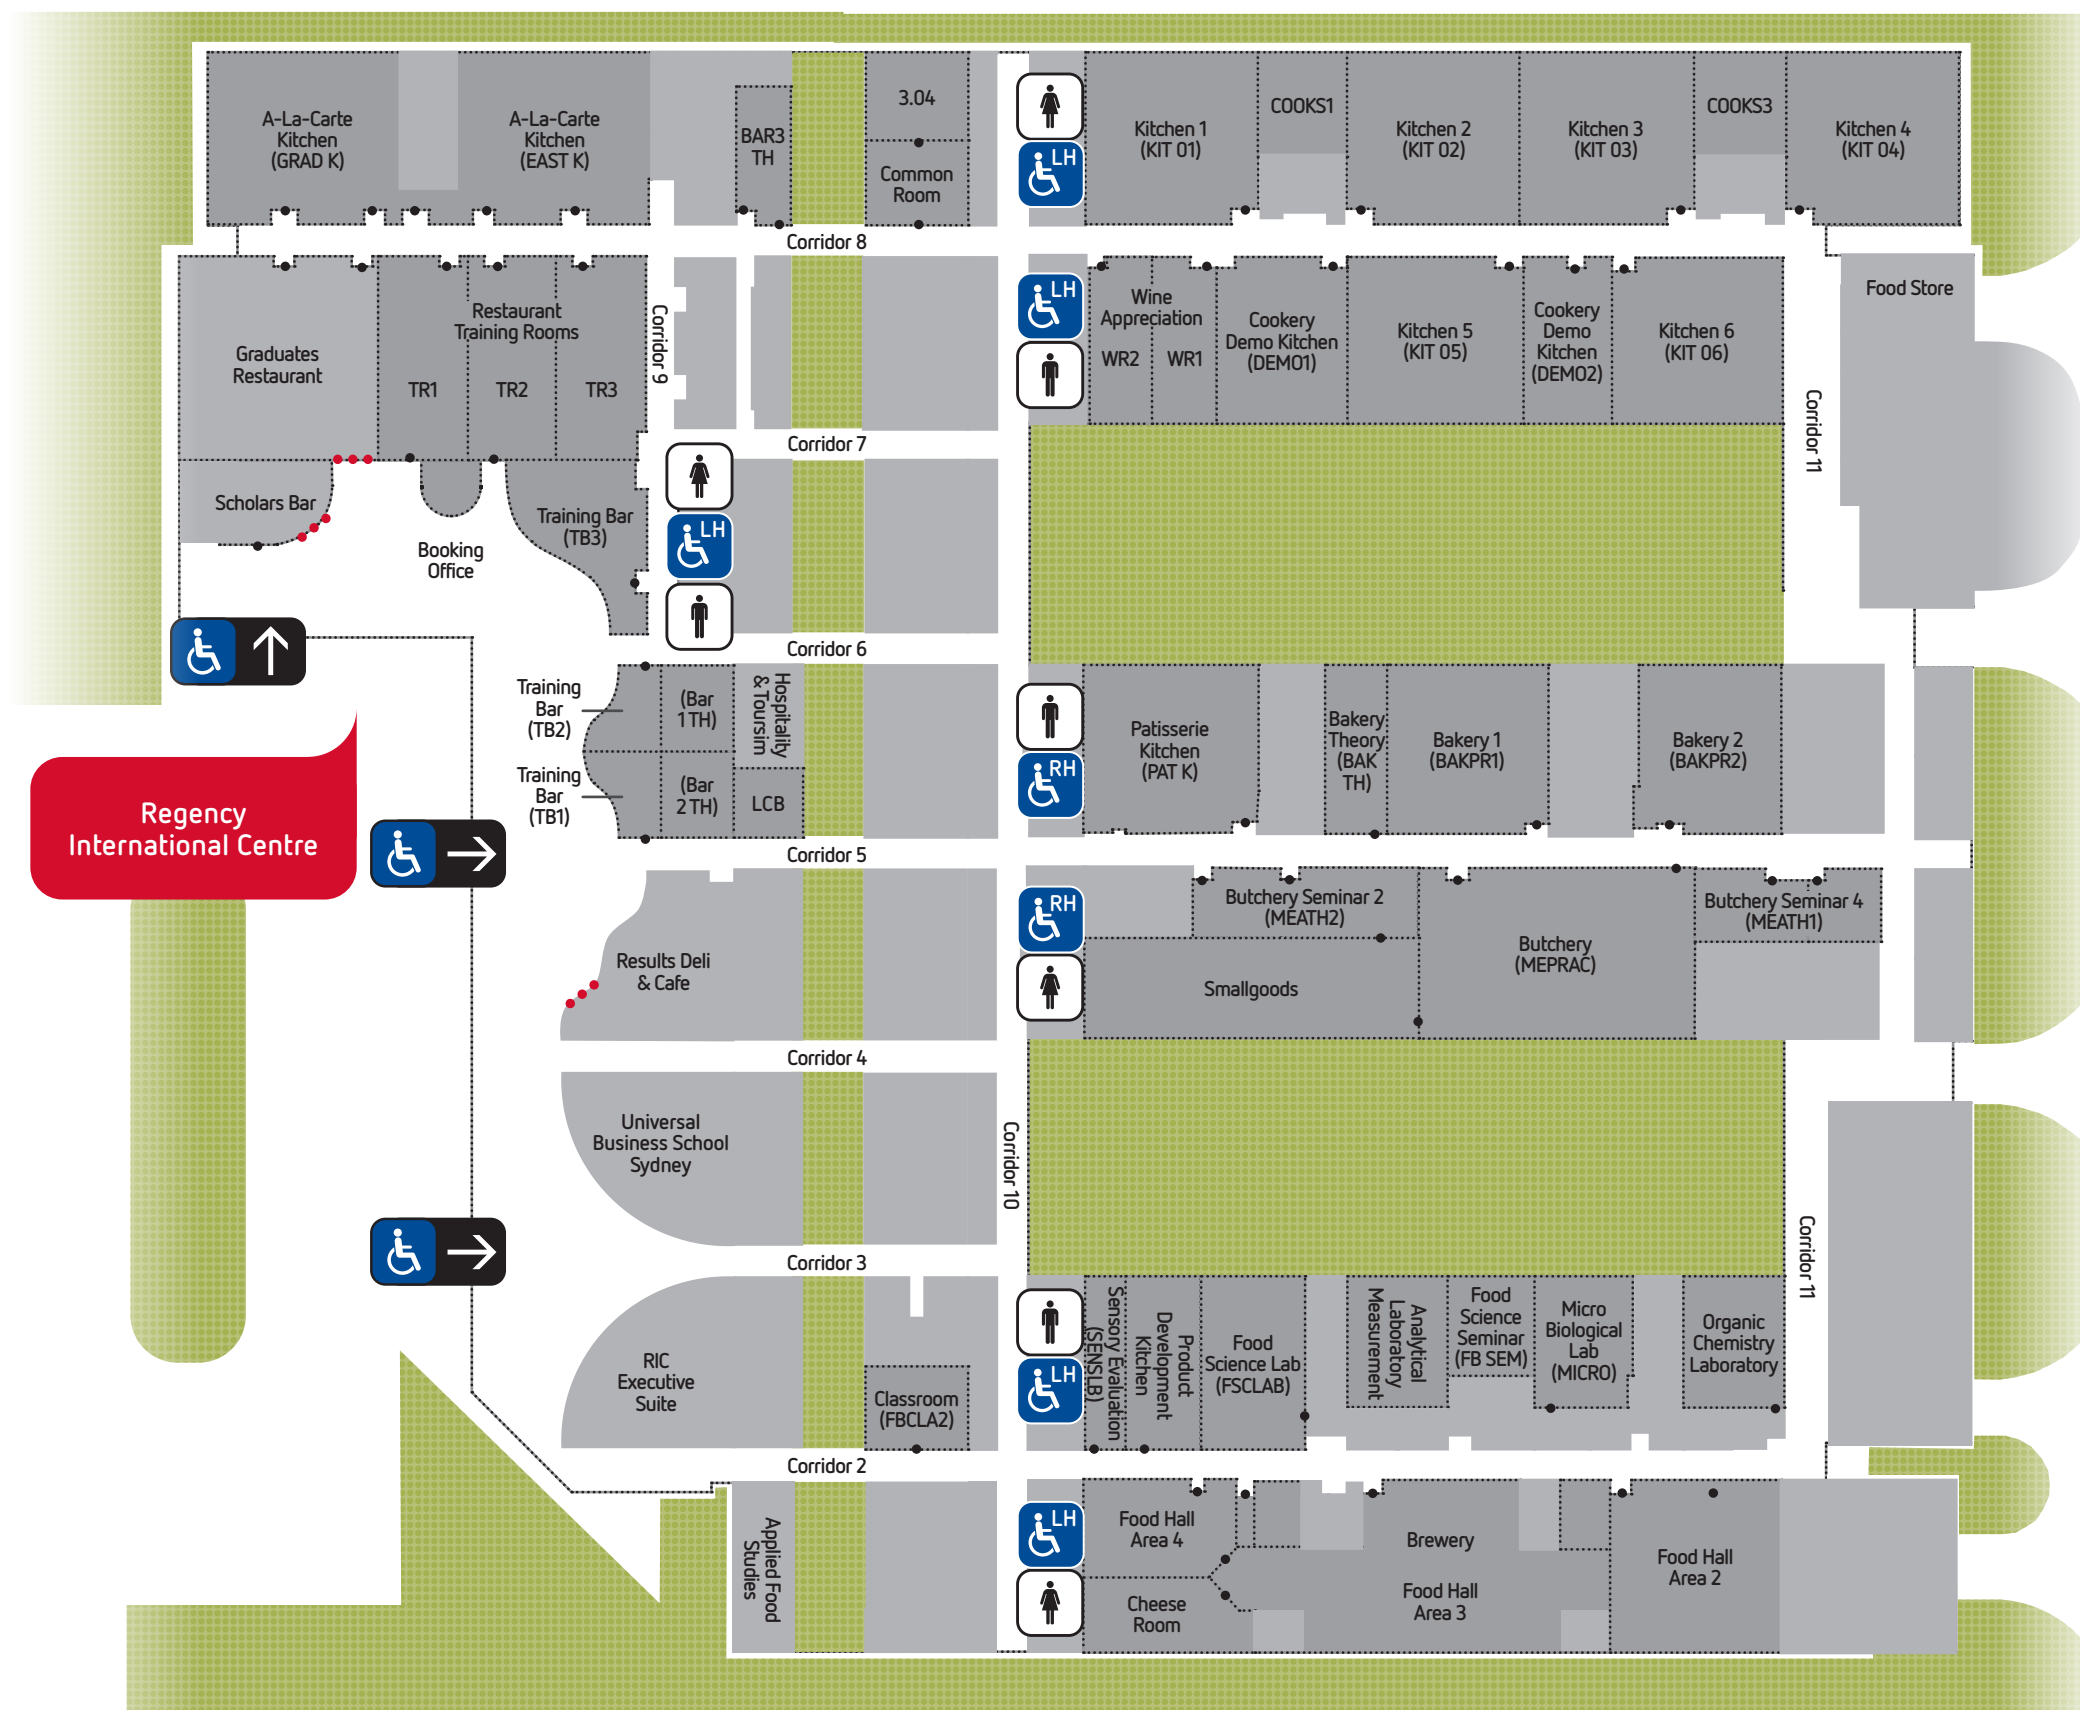 A-La-Carte
Kitchen
(GRAD K)
A-La-Carte
Kitchen
(EAST K)
BAR3
TH
3.04
Common
Room
LH
Kitchen 1
(KIT 01)
COOKS1
Kitchen 2
(KIT 02)
Kitchen 3
(KIT 03)
COOKS3
Kitchen 4
(KIT 04)
Corridor 8
Graduates
Restaurant
Restaurant
Training Rooms
TR1
TR2
TR3
Corridor 9
LH
Wine
Appreciation
WR2
WR1
Cookery
Demo Kitchen
(DEMO1)
Kitchen 5
(KIT 05)
Cookery
Demo
Kitchen
(DEMO2)
Kitchen 6
(KIT 06)
Food Store
Corridor 11
Corridor 7
Scholars Bar
Booking
Office
Training Bar
(TB3)
LH
Corridor 6
Training
Bar
(TB2)
(Bar
1 TH)
Hospitality
& Toursim
Training
Bar
(TB1)
(Bar
2 TH)
LCB
Patisserie
Kitchen
(PAT K)
RH
Bakery
Theory
(BAK
TH)
Bakery 1
(BAKPR1)
Bakery 2
(BAKPR2)
Regency
International Centre
Corridor 5
Results Deli
& Cafe
RH
Butchery Seminar 2
(MEATH2)
Smallgoods
Butchery
(MEPRAC)
Butchery Seminar 4
(MEATH1)
Corridor 4
Universal
Business School
Sydney
Corridor 10
Corridor 11
Corridor 3
RIC
Executive
Suite
Classroom
(FBCLA2)
LH
Sensory Evaluation
(SENSLB)
Product
Development
Kitchen
Food
Science Lab
(FSCLAB)
Analytical
Laboratory
Measurement
Food
Science
Seminar
(FB SEM)
Micro
Biological
Lab
(MICRO)
Organic
Chemistry
Laboratory
Corridor 2
Applied Food
Studies
LH
Food Hall
Area 4
Cheese
Room
Brewery
Food Hall
Area 3
Food Hall
Area 2